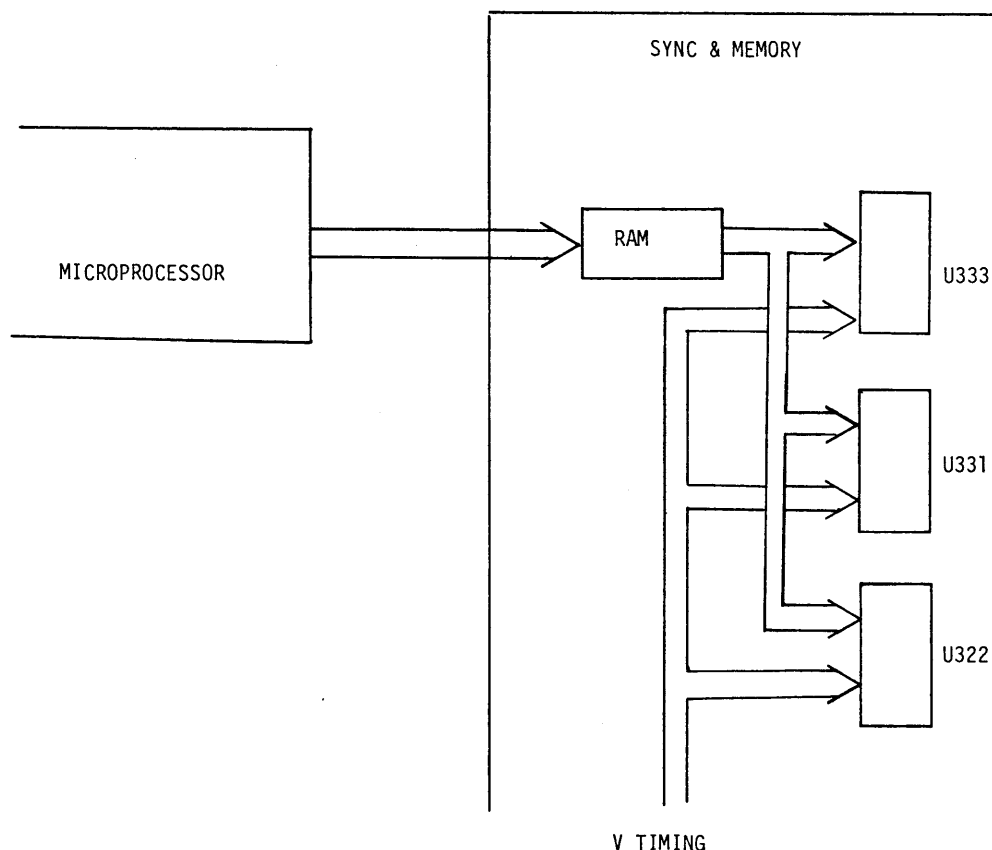 SYNC & MEMORY
RAM
MICROPROCESSOR
U333
U331
U322
V TIMING